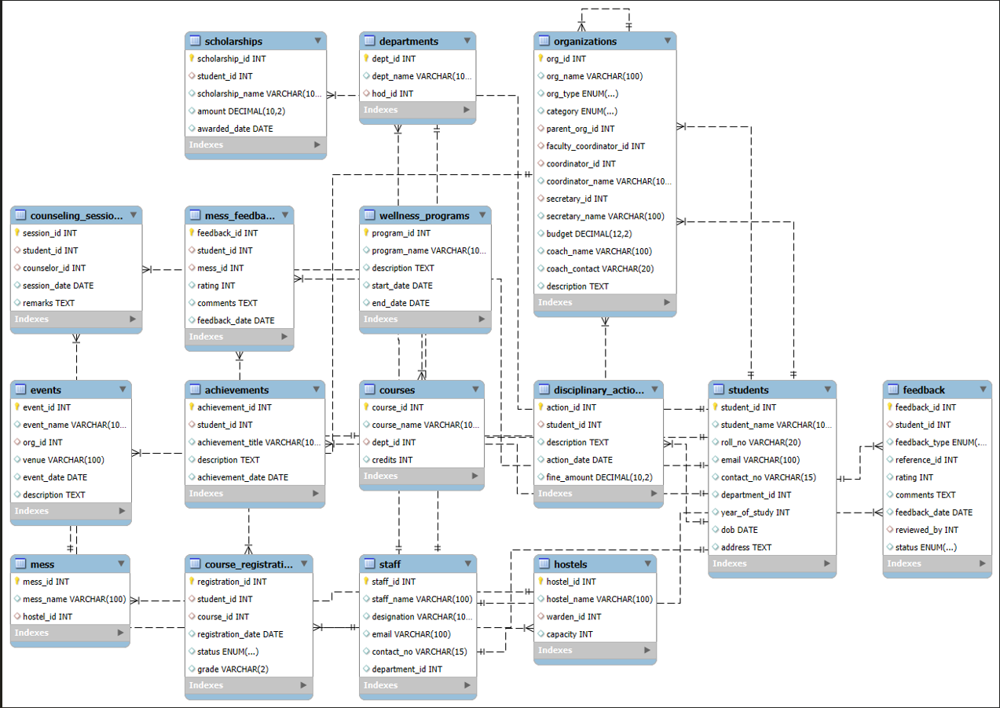 scholarships
scholarship_id INT
student_id INT
scholarship_name VARCHAR(10...
amount DECIMAL(10,2)
awarded_date DATE
Indexes
departments
dept_id INT
dept_name VARCHAR(10...
hod_id INT
Indexes
organizations
org_id INT
org_name VARCHAR(100)
org_type ENUM(...)
category ENUM(...)
parent_org_id INT
faculty_coordinator_id INT
coordinator_id INT
coordinator_name VARCHAR(10...
secretary_id INT
secretary_name VARCHAR(100)
budget DECIMAL(12,2)
coach_name VARCHAR(100)
coach_contact VARCHAR(20)
description TEXT
Indexes
counseling_sessio...
session_id INT
student_id INT
counselor_id INT
session_date DATE
remarks TEXT
Indexes
mess_feedba...
feedback_id INT
student_id INT
mess_id INT
rating INT
comments TEXT
feedback_date DATE
Indexes
wellness_programs
program_id INT
program_name VARCHAR(10...
description TEXT
start_date DATE
end_date DATE
Indexes
events
event_id INT
event_name VARCHAR(10...
org_id INT
venue VARCHAR(100)
event_date DATE
description TEXT
Indexes
achievements
achievement_id INT
student_id INT
achievement_title VARCHAR(10...
description TEXT
achievement_date DATE
Indexes
courses
course_id INT
course_name VARCHAR(10...
dept_id INT
credits INT
Indexes
disciplinary_actio...
action_id INT
student_id INT
description TEXT
action_date DATE
fine_amount DECIMAL(10,2)
Indexes
students
student_id INT
student_name VARCHAR(10...
roll_no VARCHAR(20)
email VARCHAR(100)
contact_no VARCHAR(15)
department_id INT
year_of_study INT
dob DATE
address TEXT
Indexes
feedback
feedback_id INT
student_id INT
feedback_type ENUM(...
reference_id INT
rating INT
comments TEXT
feedback_date DATE
reviewed_by INT
status ENUM(...)
Indexes
mess
mess_id INT
mess_name VARCHAR(100)
hostel_id INT
Indexes
course_registrati...
registration_id INT
student_id INT
course_id INT
registration_date DATE
status ENUM(...)
grade VARCHAR(2)
Indexes
staff
staff_id INT
staff_name VARCHAR(100)
designation VARCHAR(10...
email VARCHAR(100)
contact_no VARCHAR(15)
department_id INT
Indexes
hostels
hostel_id INT
hostel_name VARCHAR(100)
warden_id INT
capacity INT
Indexes